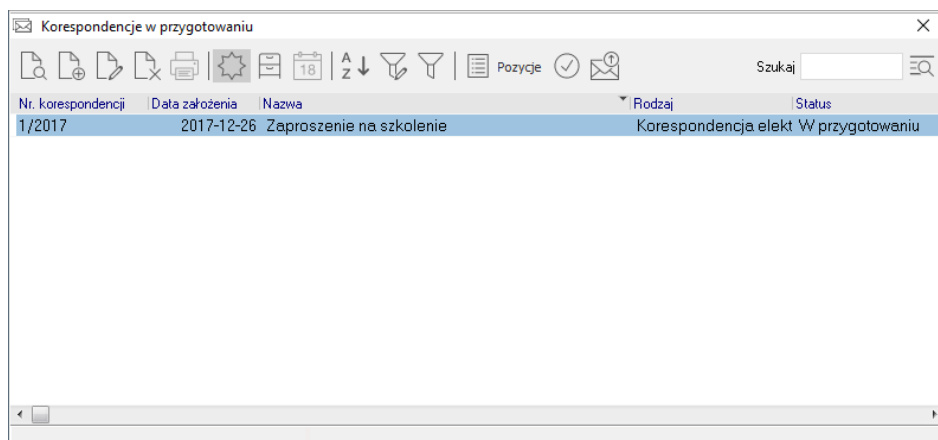 Korespondencje w przygotowaniu
18 A Z Pozycje Szukaj
Nr. korespondencji Data założenia Nazwa Rodzaj Status
1/2017 2017-12-26 Zaproszenie na szkolenie Korespondencja elekt W przygotowaniu